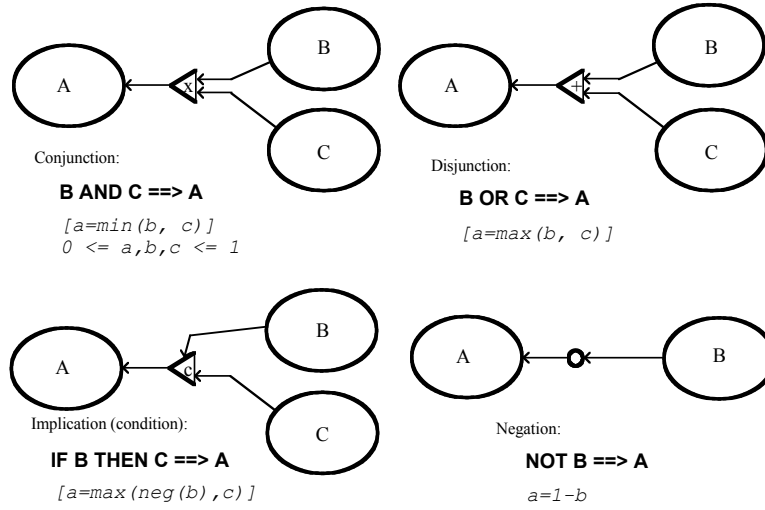 B
A
x
C
Conjunction:
B AND C ==> A
[a=min(b, c)]
0 <= a,b,c <= 1
B
A
+
C
Disjunction:
B OR C ==> A
[a=max(b, c)]
B
A
c
C
Implication (condition):
IF B THEN C ==> A
[a=max(neg(b),c)]
A
B
Negation:
NOT B ==> A
a=1-b